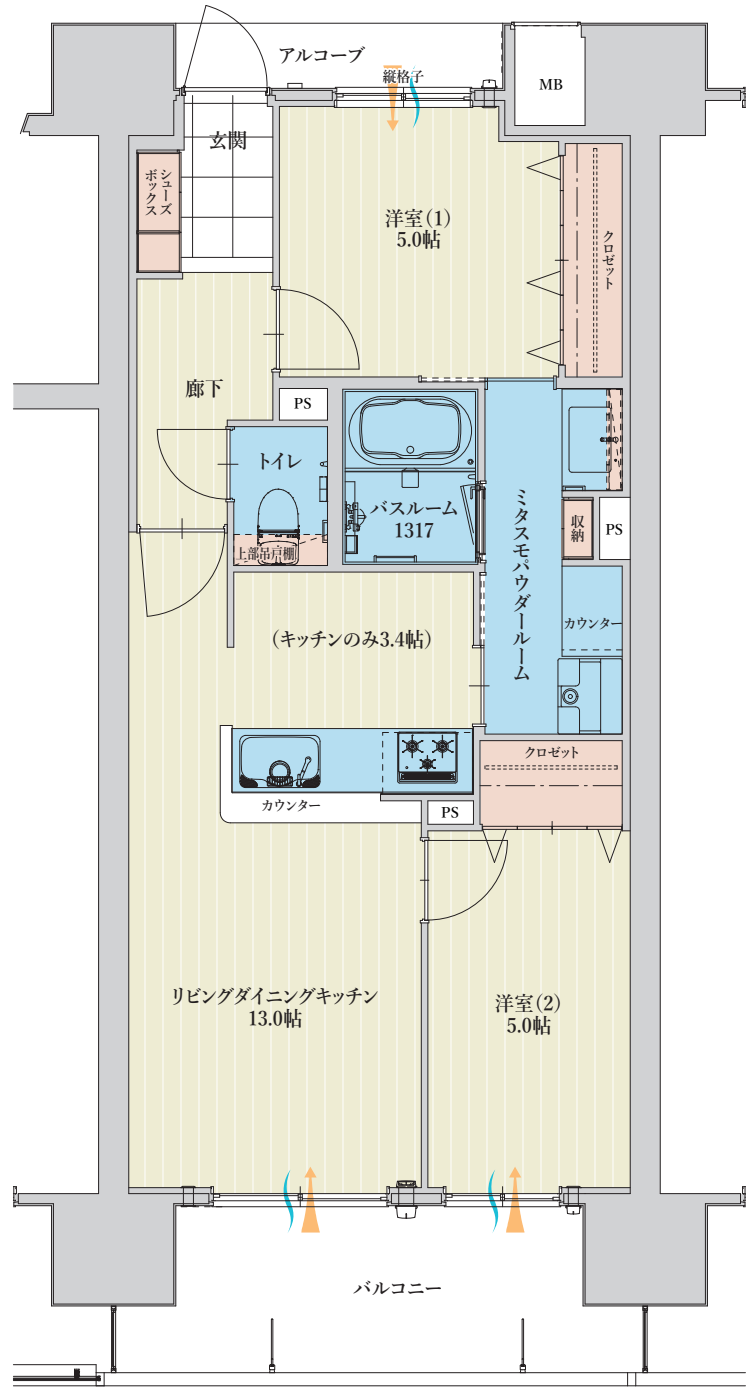 アルコーブ
縦格子
MB
玄関
シューズ
ボックス
洋室(1)
5.0帖
クロゼット
廊下
PS
トイレ
上部吊戸棚
バスルーム
1317
ミタスモパウダールーム
収納
PS
カウンター
(キッチンのみ3.4帖)
クロゼット
カウンター
PS
リビングダイニングキッチン
13.0帖
洋室(2)
5.0帖
バルコニー